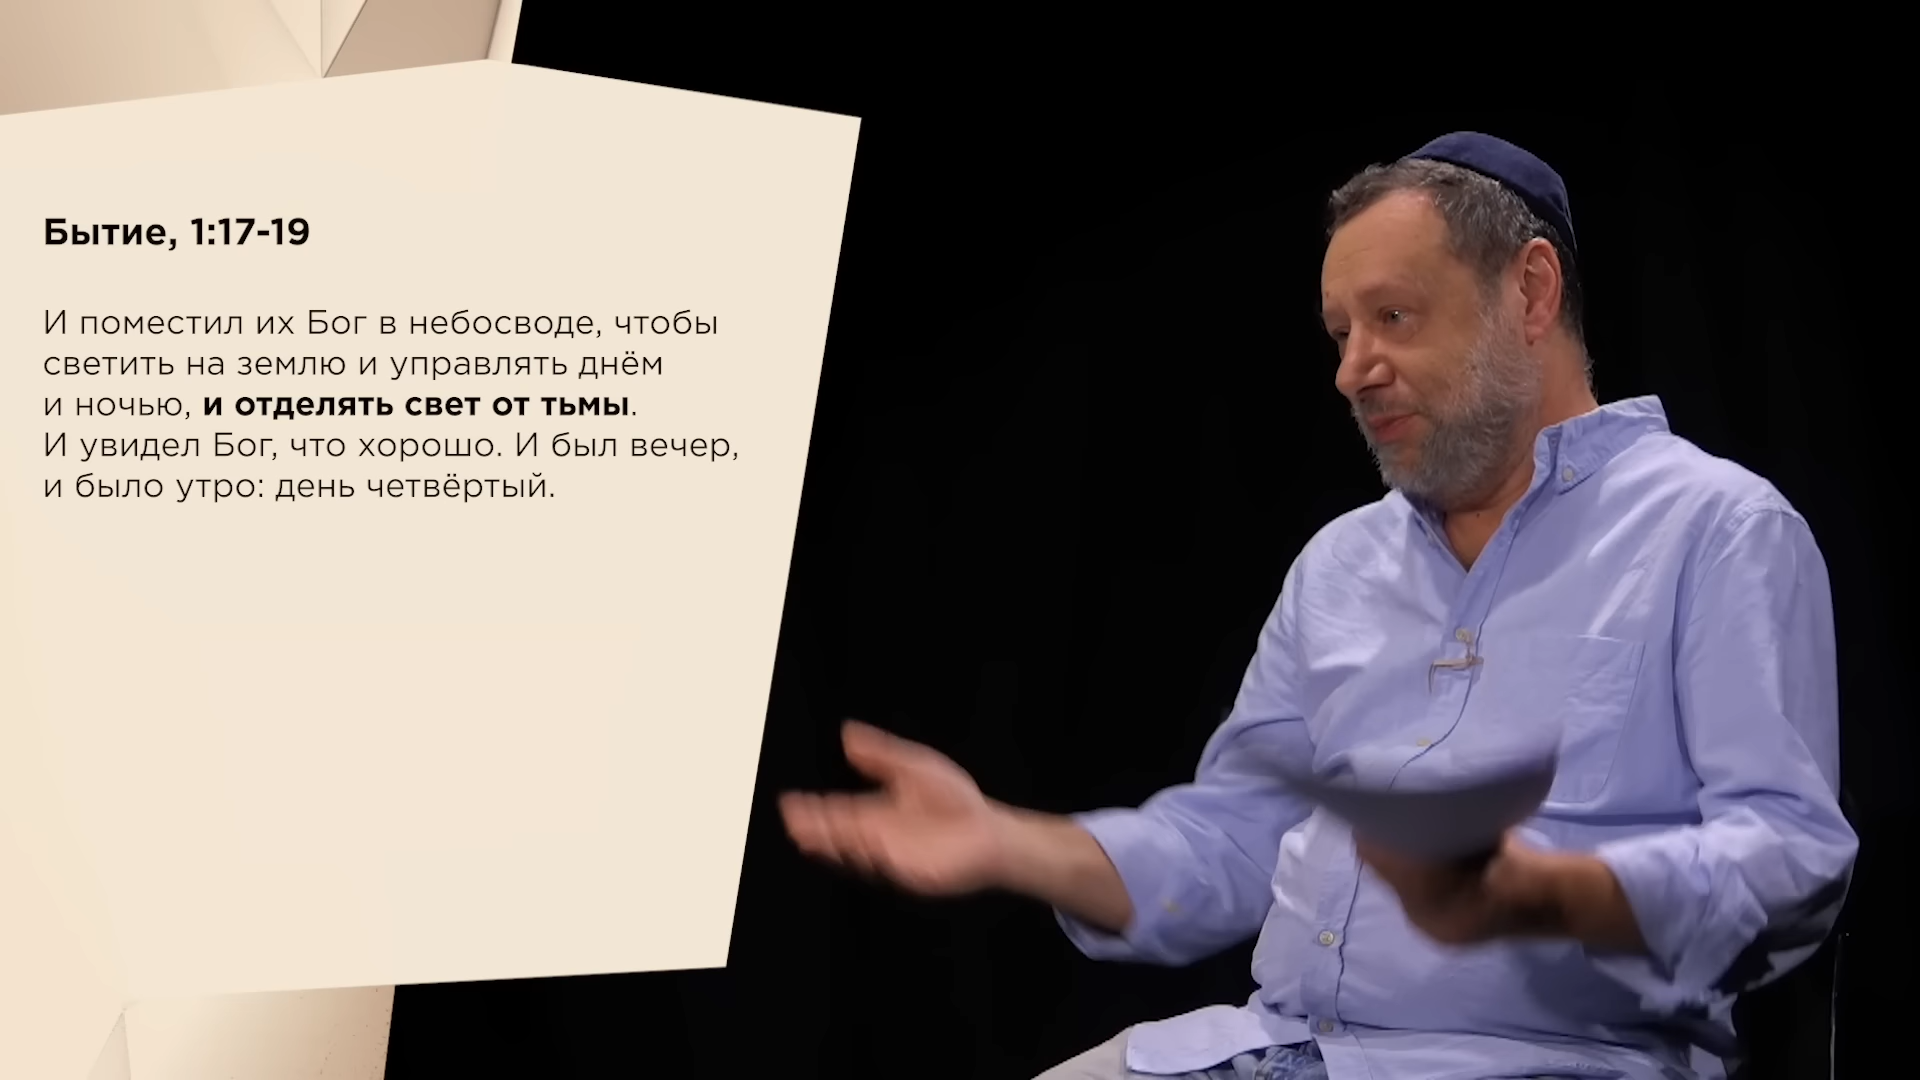 Бытие, 1:17-19
И поместил их Бог в небосводе, чтобы
светить на землю и управлять днём
и ночью, и отделять свет от тьмы.
И увидел Бог, что хорошо. И был вечер,
и было утро: день четвёртый.